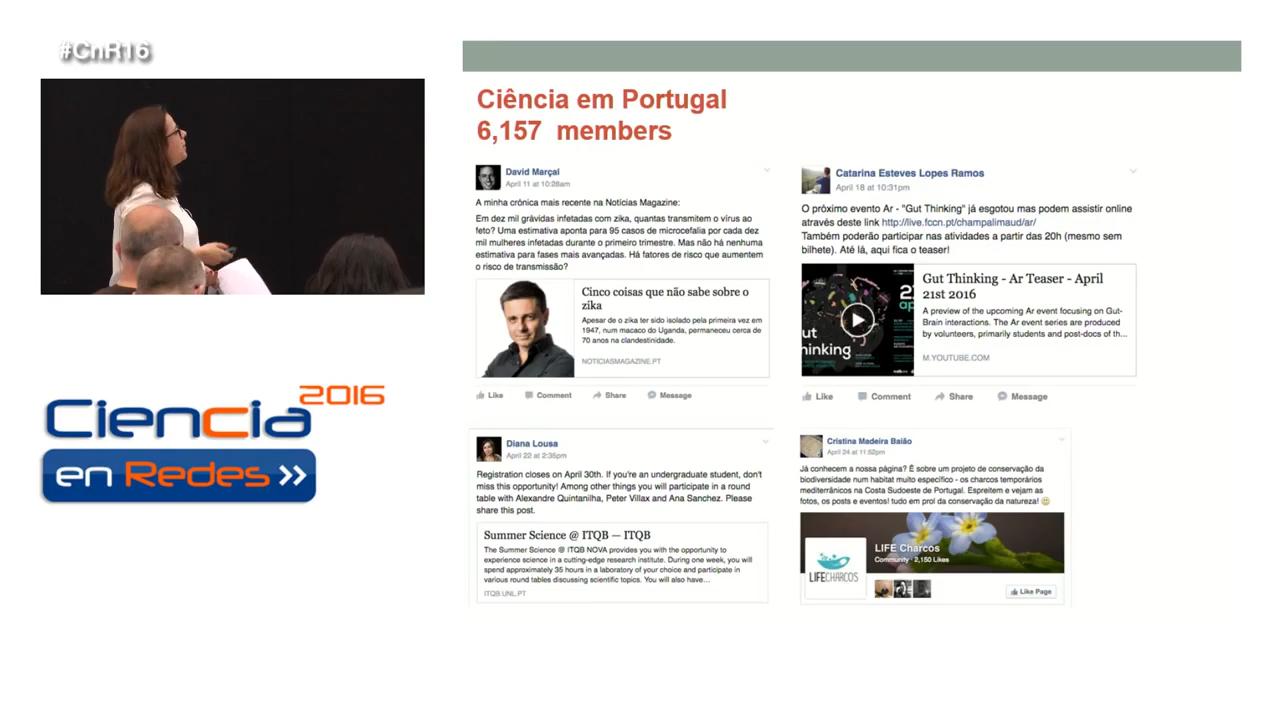 #CnR16
Ciência em Portugal
6,157 members
David Marçal
April 11 at 10:28am
A minha crónica mais recente na Notícias Magazine:
Em dez mil grávidas infetadas com zika, quantas transmitem o vírus ao
feto? Uma estimativa aponta para 95 casos de microcefalia por cada dez
mil mulheres infetadas durante o primeiro trimestre. Mas não há nenhuma
estimativa para fases mais avançadas. Há fatores de risco que aumentem
o risco de transmissão?
Cinco coisas que não sabe sobre o
zika
Apesar de o zika ter sido isolado pela primeira vez em
1947, num macaco do Uganda, permaneceu cerca de
70 anos na clandestinidade.
NOTICIASMAGAZINE.PT
Like Comment Share Message
Catarina Esteves Lopes Ramos
April 18 at 10:31pm
O próximo evento Ar - "Gut Thinking" já esgotou mas podem assistir online
através deste link http://live.fccn.pt/champalimaud/ar/
Também poderão participar nas atividades a partir das 20h (mesmo sem
bilhete). Até lá, aqui fica o teaser!
Gut Thinking - Ar Teaser - April
21st 2016
A preview of the upcoming Ar event focusing on Gut-
Brain interactions. The Ar event series are produced
by volunteers, primarily students and post-docs of th...
M.YOUTUBE.COM
Like Comment Share Message
Diana Lousa
April 22 at 2:35pm
Registration closes on April 30th. If you're an undergraduate student, don't
miss this opportunity! Among other things you will participate in a round
table with Alexandre Quintanilha, Peter Villax and Ana Sanchez. Please
share this post.
Summer Science @ ITQB — ITQB
The Summer Science @ ITQB NOVA provides you with the opportunity to
experience science in a cutting-edge research institute. During one week, you will
spend approximately 35 hours in a laboratory of your choice and participate in
various round tables discussing scientific topics. You will also have...
ITQB.UNL.PT
Cristina Madeira Baião
April 24 at 11:52pm
Já conhecem a nossa página? É sobre um projeto de conservação da
biodiversidade num habitat muito específico - os charcos temporários
mediterrânicos na Costa Sudoeste de Portugal. Espreitem e vejam as
fotos, os posts e eventos! tudo em prol da conservação da natureza!
LIFE Charcos
Community · 2,150 Likes
LIFECHARCOS
Like Page
Ciencia 2016
en Redes >>